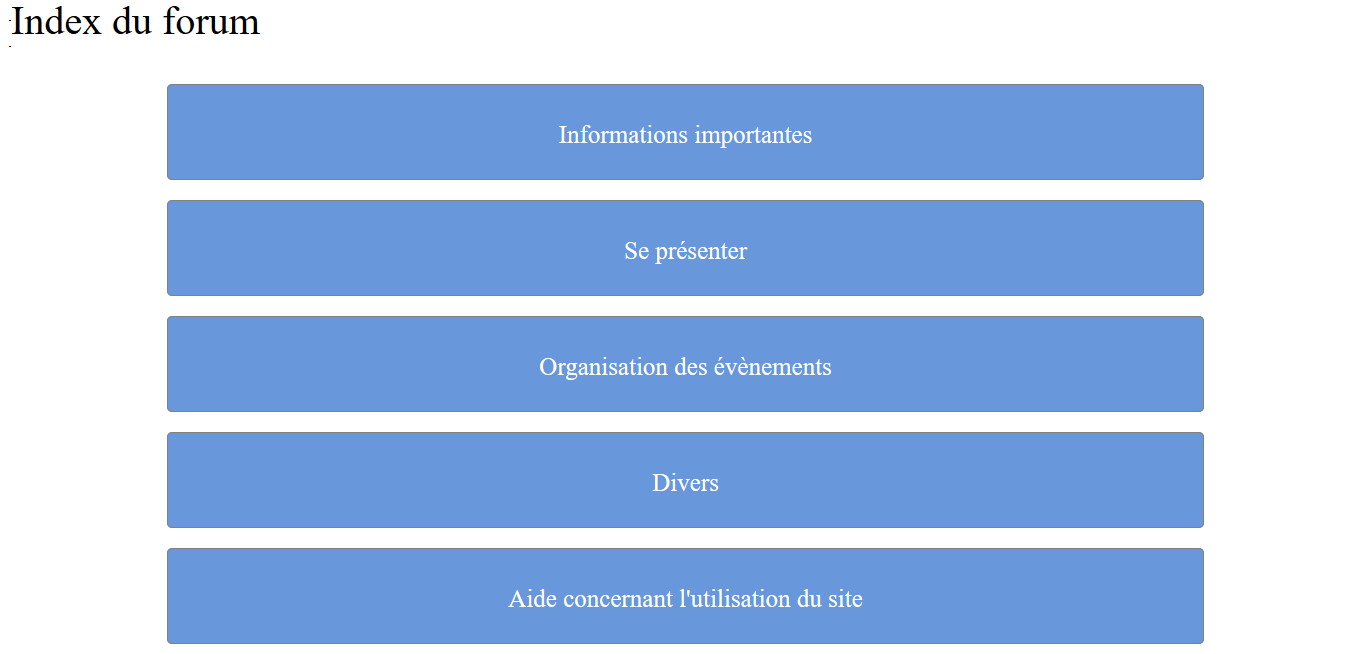 Index du forum
Informations importantes
Se présenter
Organisation des évènements
Divers
Aide concernant l'utilisation du site